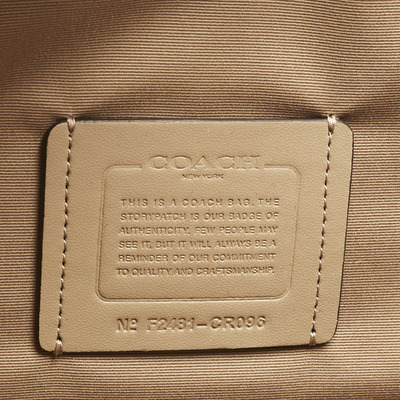 COACH
NEW YORK
THIS IS A COACH BAG. THE
STORYPATCH IS OUR BADGE OF
AUTHENTICITY. FEW PEOPLE MAY
SEE IT, BUT IT WILL ALWAYS BE A
REMINDER OF OUR COMMITMENT
TO QUALITY AND CRAFTSMANSHIP.
Nº F2481-CR096